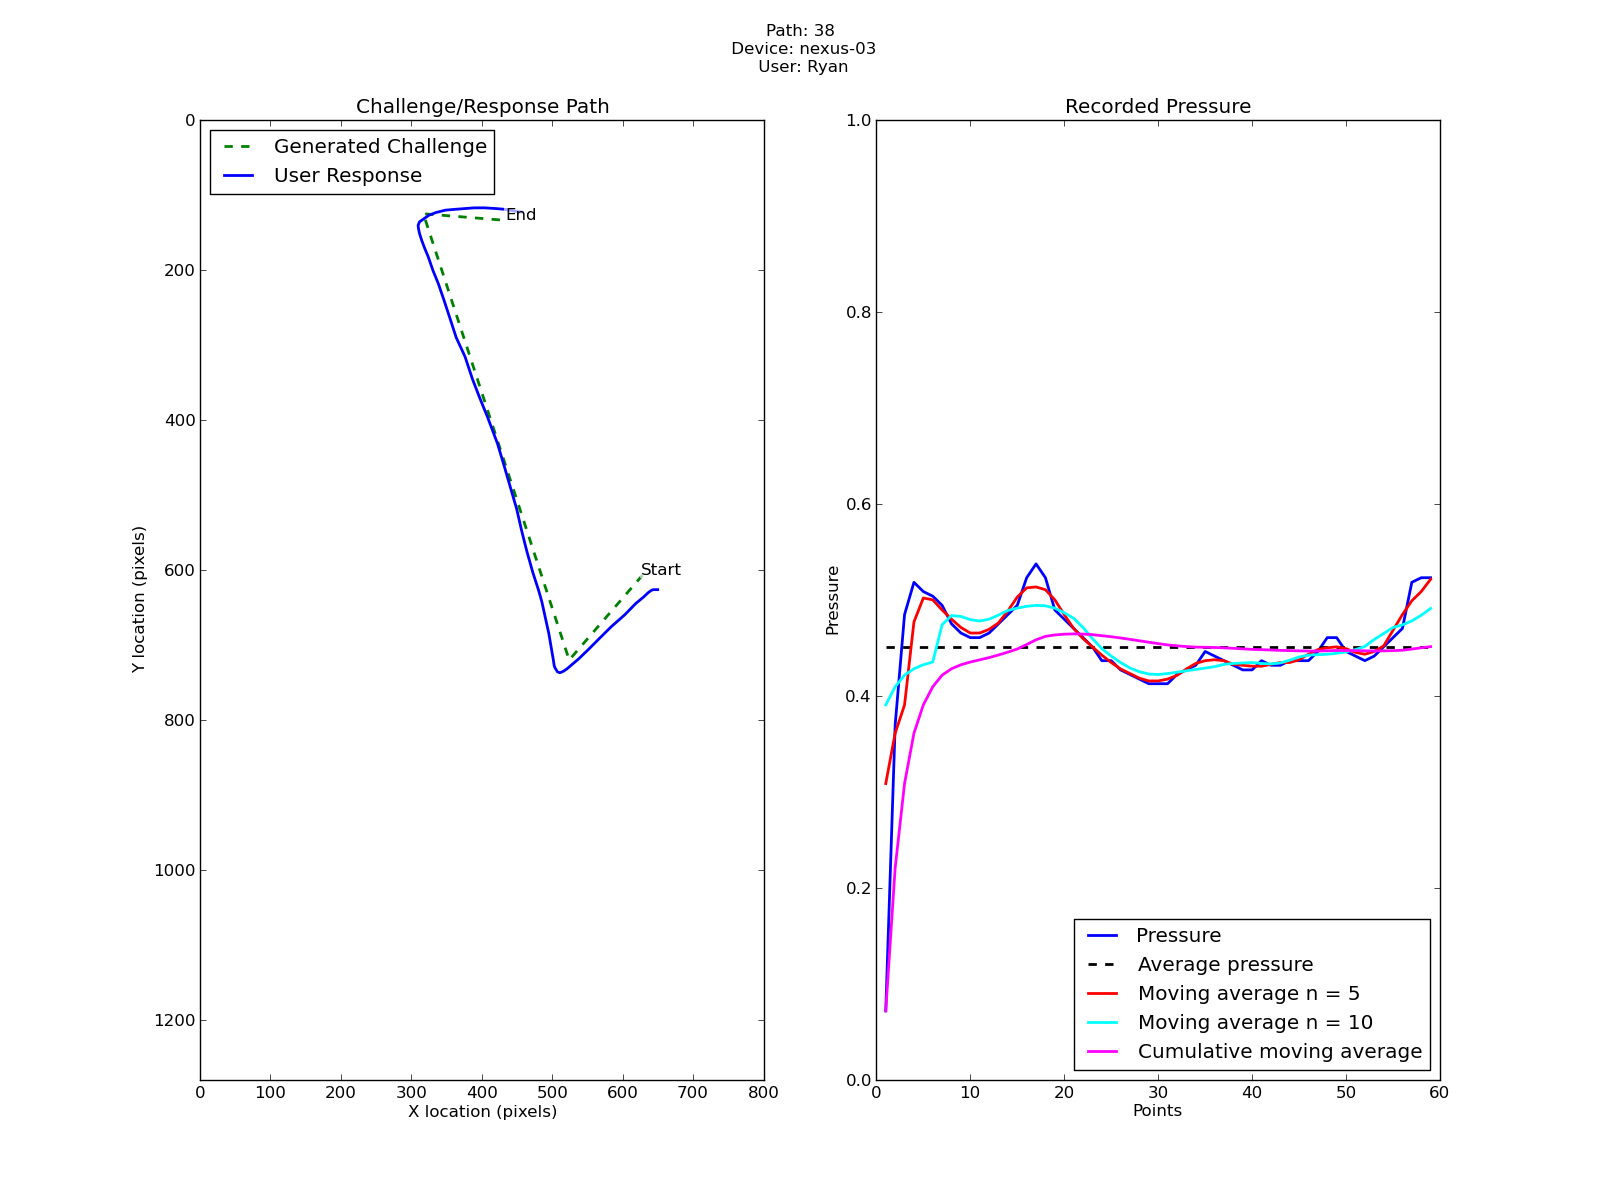 Path: 38
Device: nexus-03
User: Ryan
Challenge/Response Path
Generated Challenge
User Response
End
Start
0
200
400
600
800
1000
1200
Y location (pixels)
0 100 200 300 400 500 600 700 800
X location (pixels)
Recorded Pressure
1.0
0.8
0.6
0.4
0.2
0.0
Pressure
Pressure
Average pressure
Moving average n = 5
Moving average n = 10
Cumulative moving average
0 10 20 30 40 50 60
Points